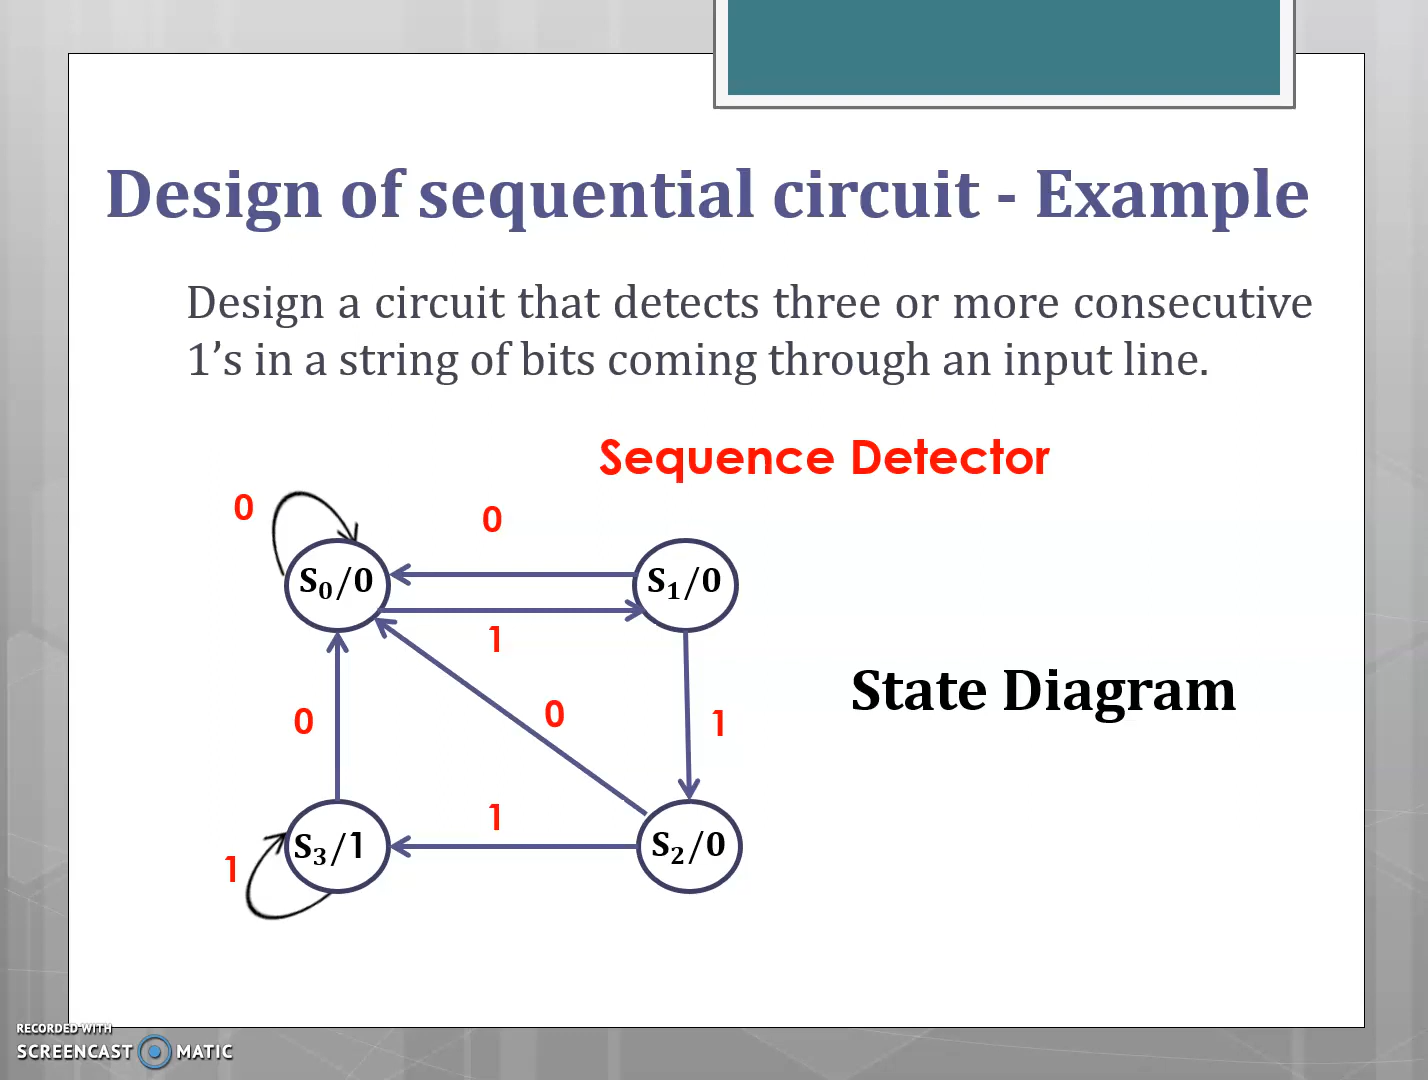 Design of sequential circuit - Example
Design a circuit that detects three or more consecutive
1’s in a string of bits coming through an input line.
Sequence Detector
0
0
S₀/0
S₁/0
1
State Diagram
0
0
1
1
S₃/1
S₂/0
1
RECORDED WITH
SCREENCAST MATIC